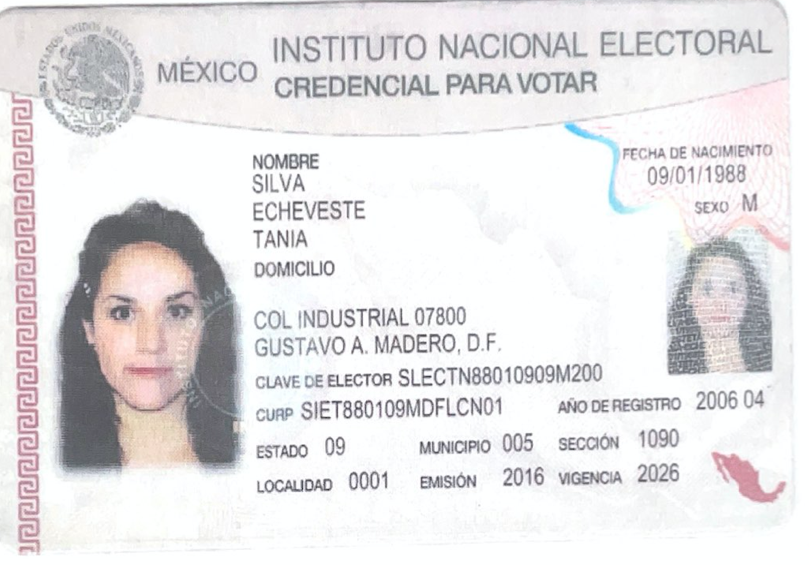 ESTADOS UNIDOS MEXICANOS
MÉXICO
INSTITUTO NACIONAL ELECTORAL
CREDENCIAL PARA VOTAR
NOMBRE
SILVA
ECHEVESTE
TANIA
FECHA DE NACIMIENTO
09/01/1988
SEXO M
DOMICILIO
COL INDUSTRIAL 07800
GUSTAVO A. MADERO, D.F.
CLAVE DE ELECTOR SLECTN88010909M200
CURP SIET880109MDFLCN01 AÑO DE REGISTRO 2006 04
ESTADO 09 MUNICIPIO 005 SECCIÓN 1090
LOCALIDAD 0001 EMISIÓN 2016 VIGENCIA 2026